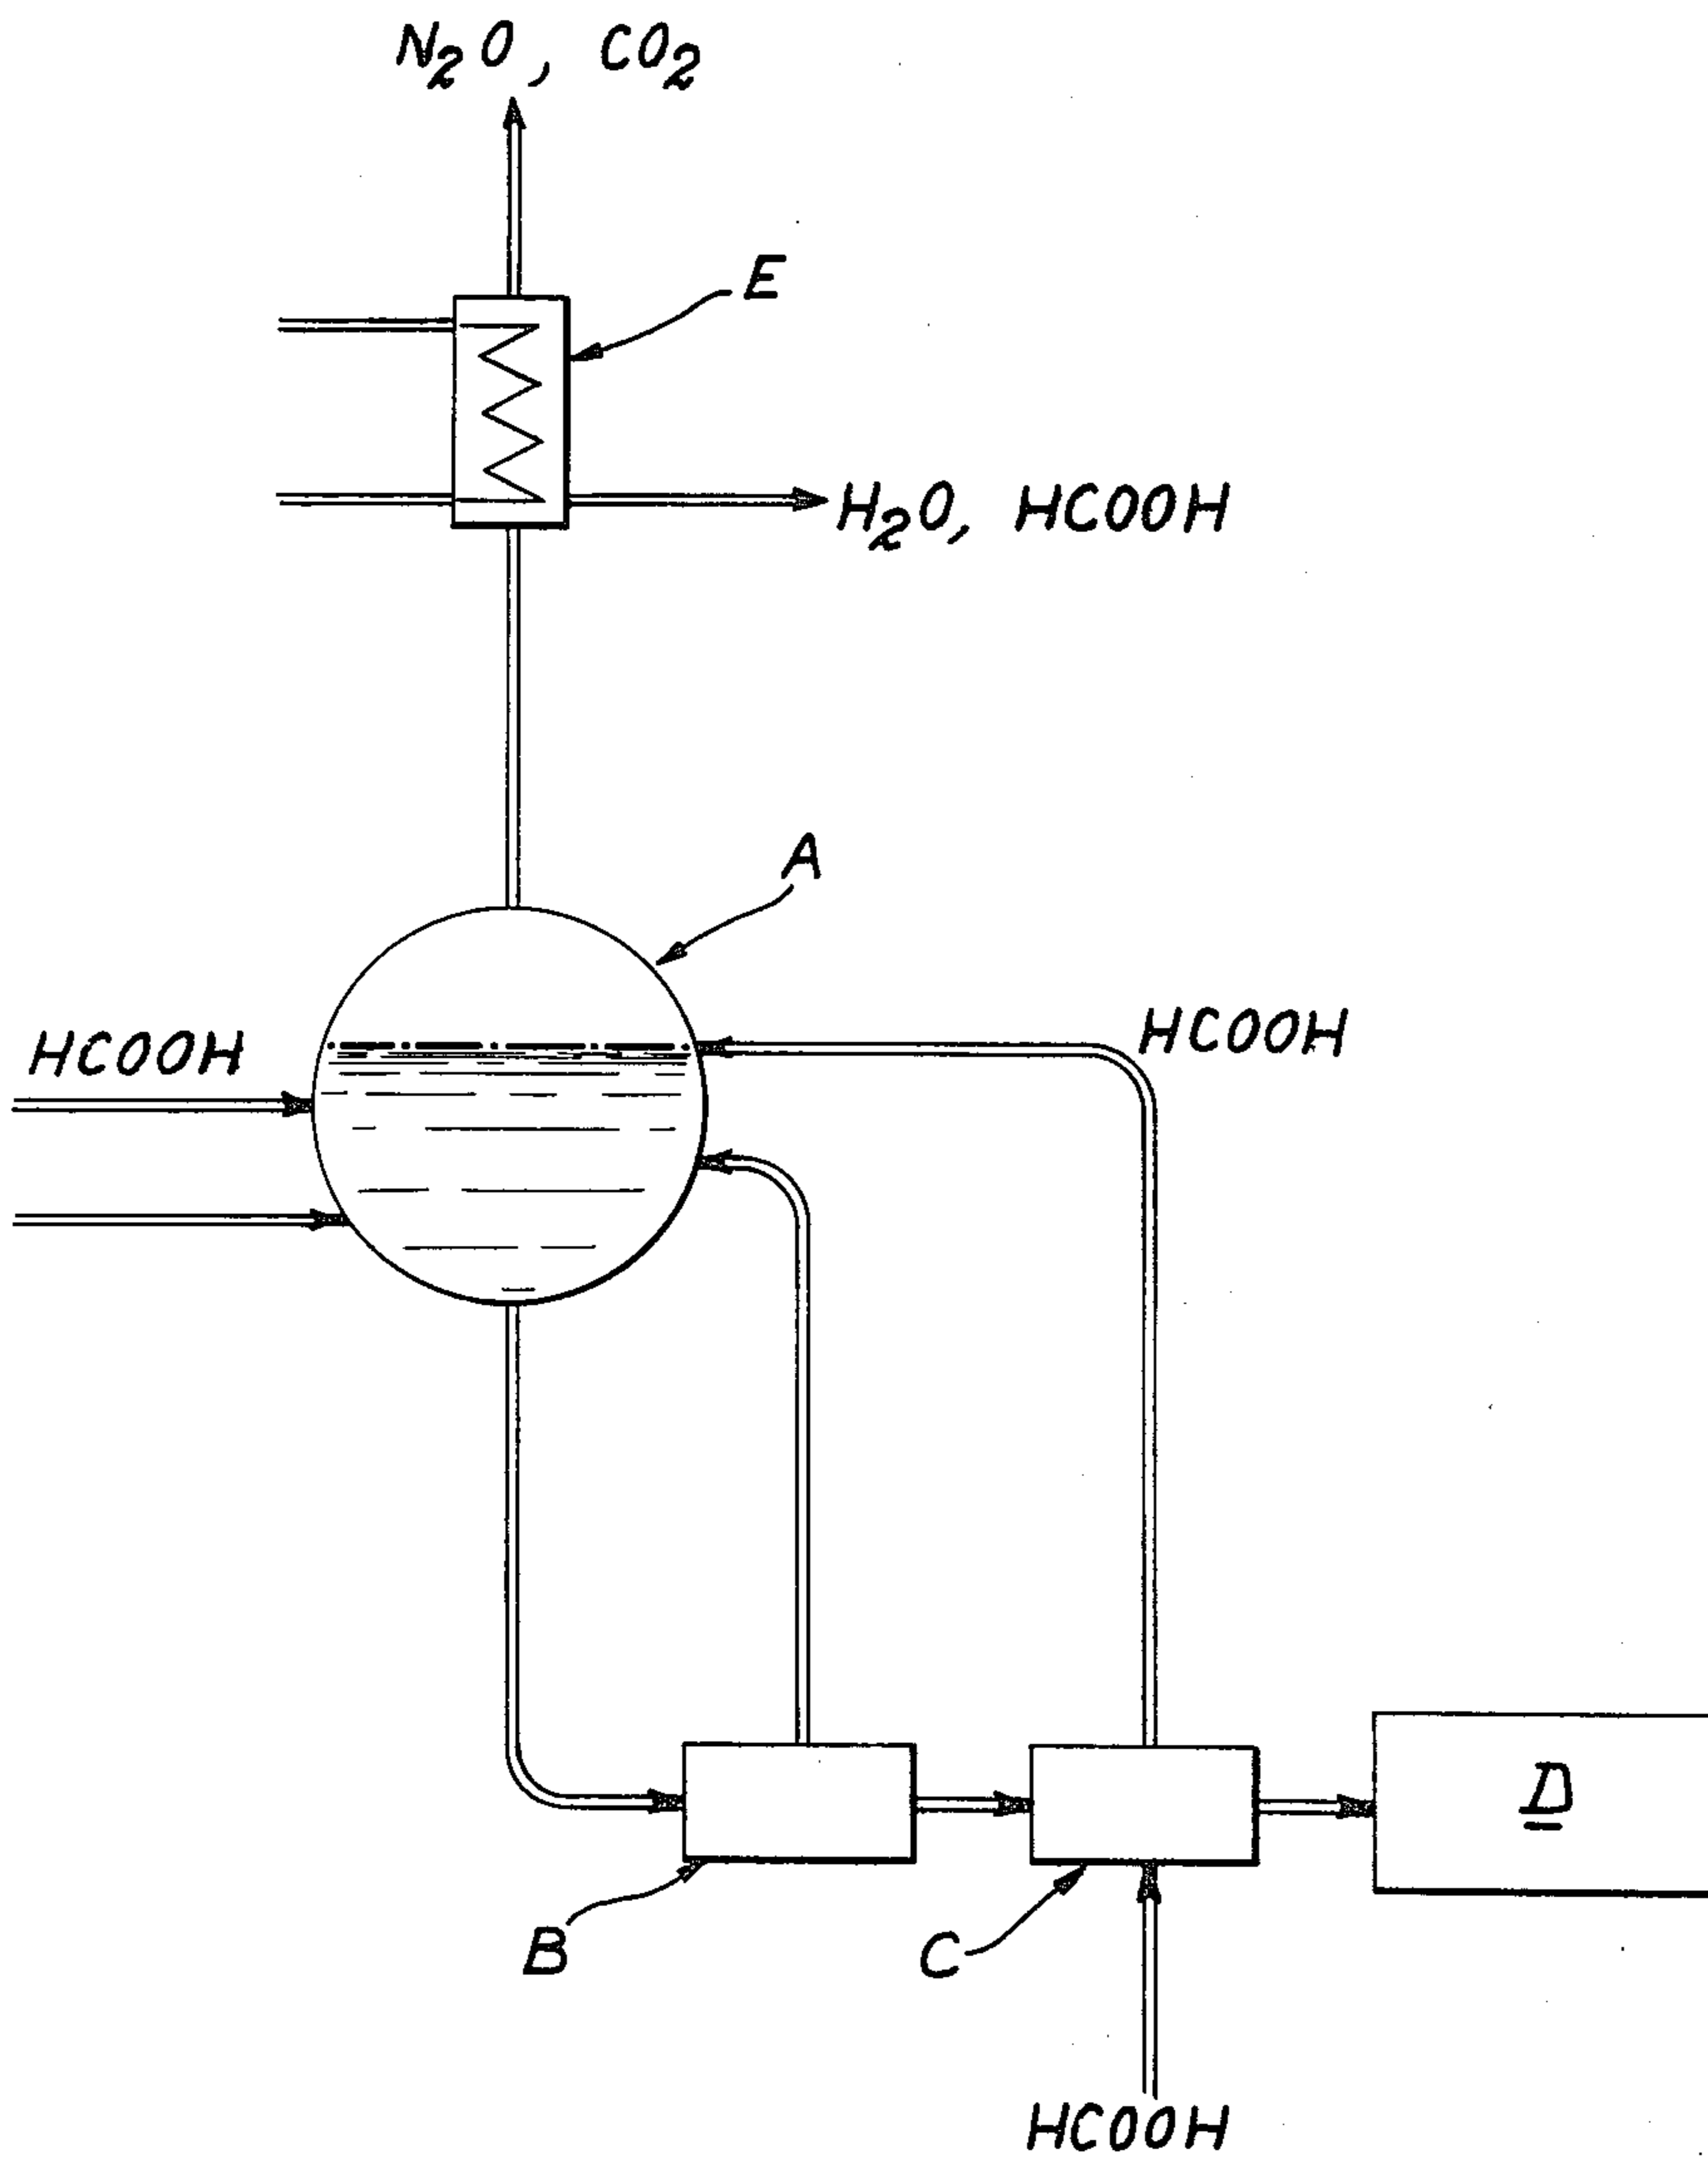 N₂O, CO₂
E
H₂O, HCOOH
A
HCOOH
HCOOH
D
B
C
HCOOH